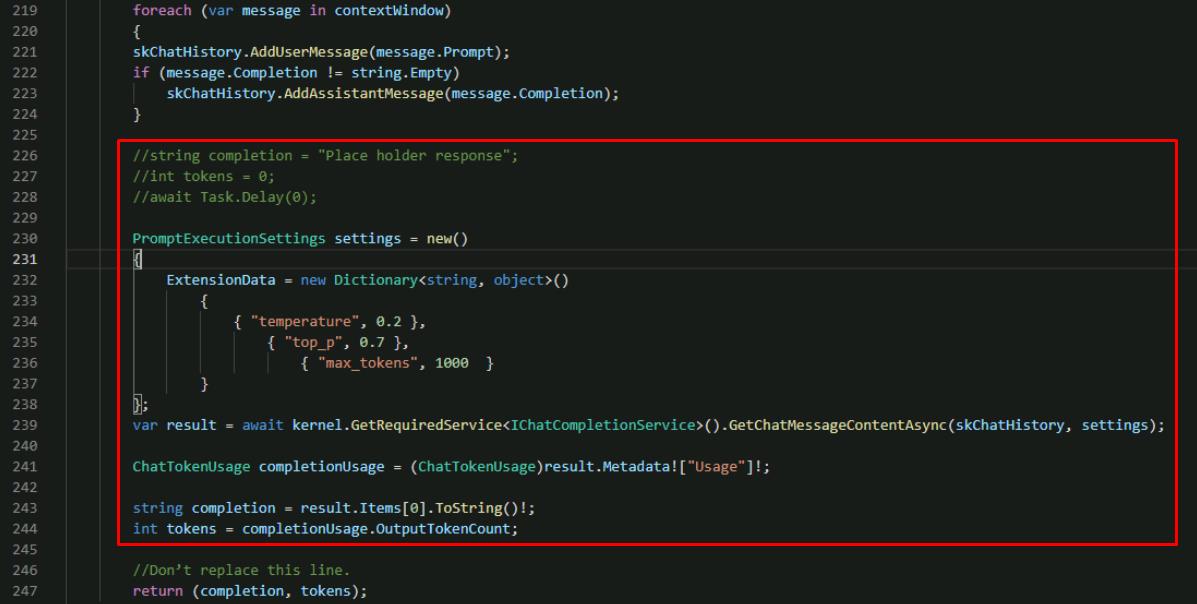 219 foreach (var message in contextWindow)
220 {
221 skChatHistory.AddUserMessage(message.Prompt);
222 if (message.Completion != string.Empty)
223 skChatHistory.AddAssistantMessage(message.Completion);
224 }
225
226 //string completion = "Place holder response";
227 //int tokens = 0;
228 //await Task.Delay(0);
229
230 PromptExecutionSettings settings = new()
231 {
232 ExtensionData = new Dictionary<string, object>()
233 {
234 { "temperature", 0.2 },
235 { "top_p", 0.7 },
236 { "max_tokens", 1000  }
237 }
238 };
239 var result = await kernel.GetRequiredService<IChatCompletionService>().GetChatMessageContentAsync(skChatHistory, settings);
240
241 ChatTokenUsage completionUsage = (ChatTokenUsage)result.Metadata!["Usage"]!;
242
243 string completion = result.Items[0].ToString()!;
244 int tokens = completionUsage.OutputTokenCount;
245
246 //Don’t replace this line.
247 return (completion, tokens);